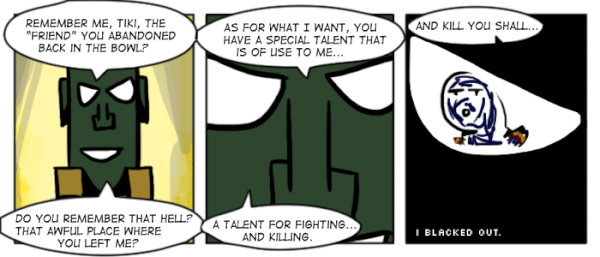 REMEMBER ME, TIKI, THE
"FRIEND" YOU ABANDONED
BACK IN THE BOWL?
DO YOU REMEMBER THAT HELL?
THAT AWFUL PLACE WHERE
YOU LEFT ME?
AS FOR WHAT I WANT, YOU
HAVE A SPECIAL TALENT THAT
IS OF USE TO ME...
A TALENT FOR FIGHTING...
AND KILLING.
AND KILL YOU SHALL...
I BLACKED OUT.